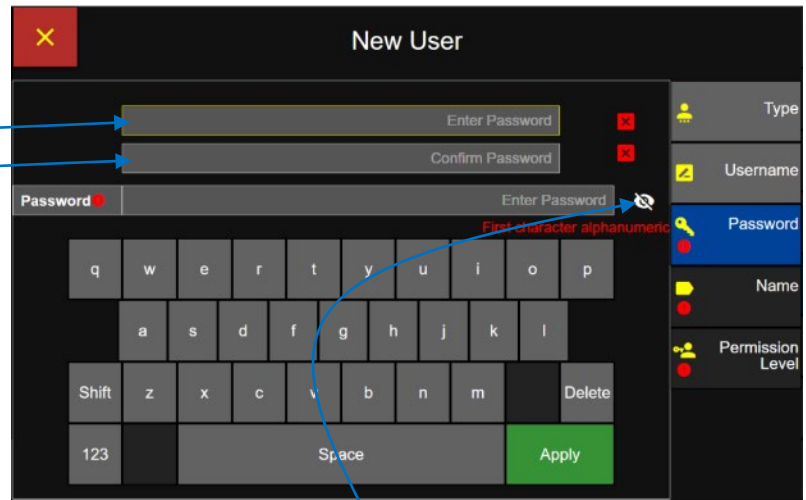 New User
Enter Password
Confirm Password
Password Enter Password
First character alphanumeric
q w e r t y u i o p
a s d f g h j k l
Shift z x c v b n m Delete
123 Space Apply
Type
Username
Password
Name
Permission
Level